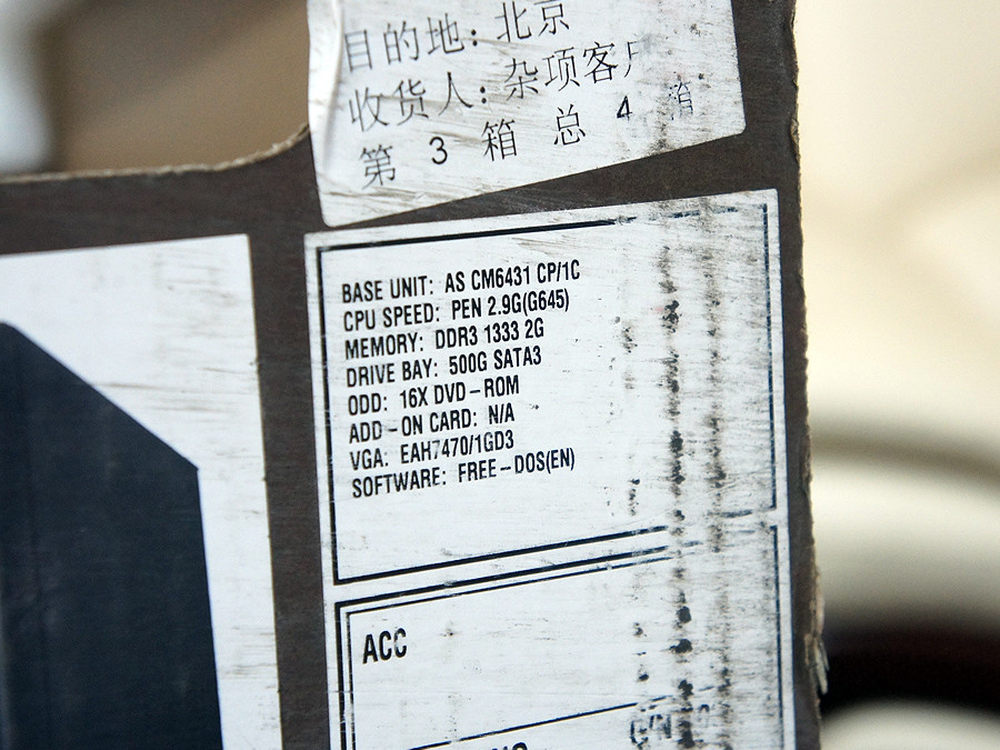 目的地：北京
收货人：杂项客户
第 3 箱 总 4 箱
BASE UNIT: AS CM6431 CP/1C
CPU SPEED: PEN 2.9G(G645)
MEMORY: DDR3 1333 2G
DRIVE BAY: 500G SATA3
ODD: 16X DVD-ROM
ADD-ON CARD: N/A
VGA: EAH7470/1GD3
SOFTWARE: FREE-DOS(EN)
ACC